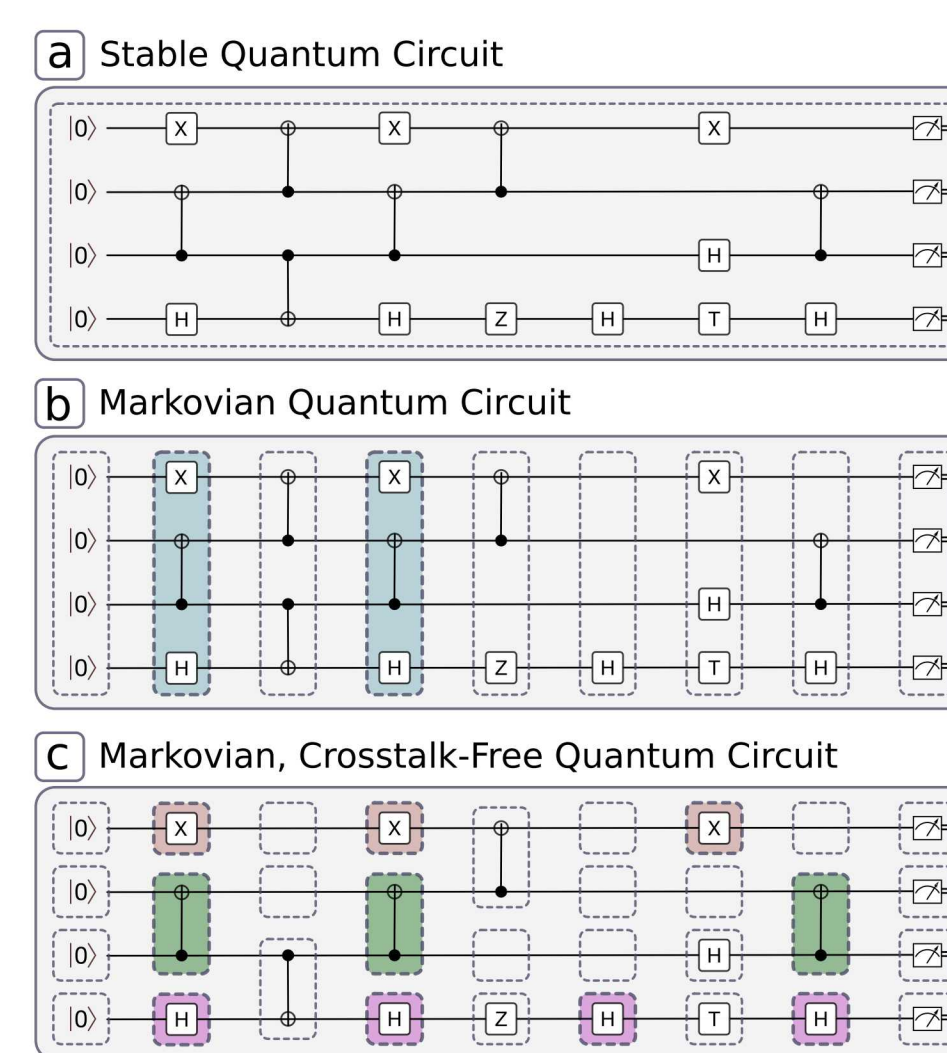 a Stable Quantum Circuit
|0⟩ X X X
|0⟩
|0⟩ H
|0⟩ H H Z H T H
b Markovian Quantum Circuit
|0⟩ X X X
|0⟩
|0⟩ H
|0⟩ H H Z H T H
c Markovian, Crosstalk-Free Quantum Circuit
|0⟩ X X X
|0⟩
|0⟩ H
|0⟩ H H Z H T H